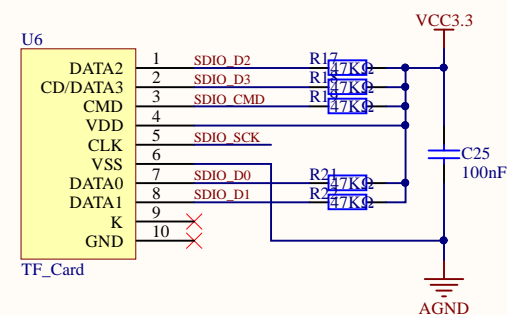 VCC3.3
U6
DATA2 1 SDIO_D2 R17 47KΩ
CD/DATA3 2 SDIO_D3 47KΩ
CMD 3 SDIO_CMD 47KΩ
VDD 4
CLK 5 SDIO_SCK
VSS 6
C25
100nF
DATA0 7 SDIO_D0 R21 47KΩ
DATA1 8 SDIO_D1 47KΩ
K 9
GND 10
TF_Card
AGND